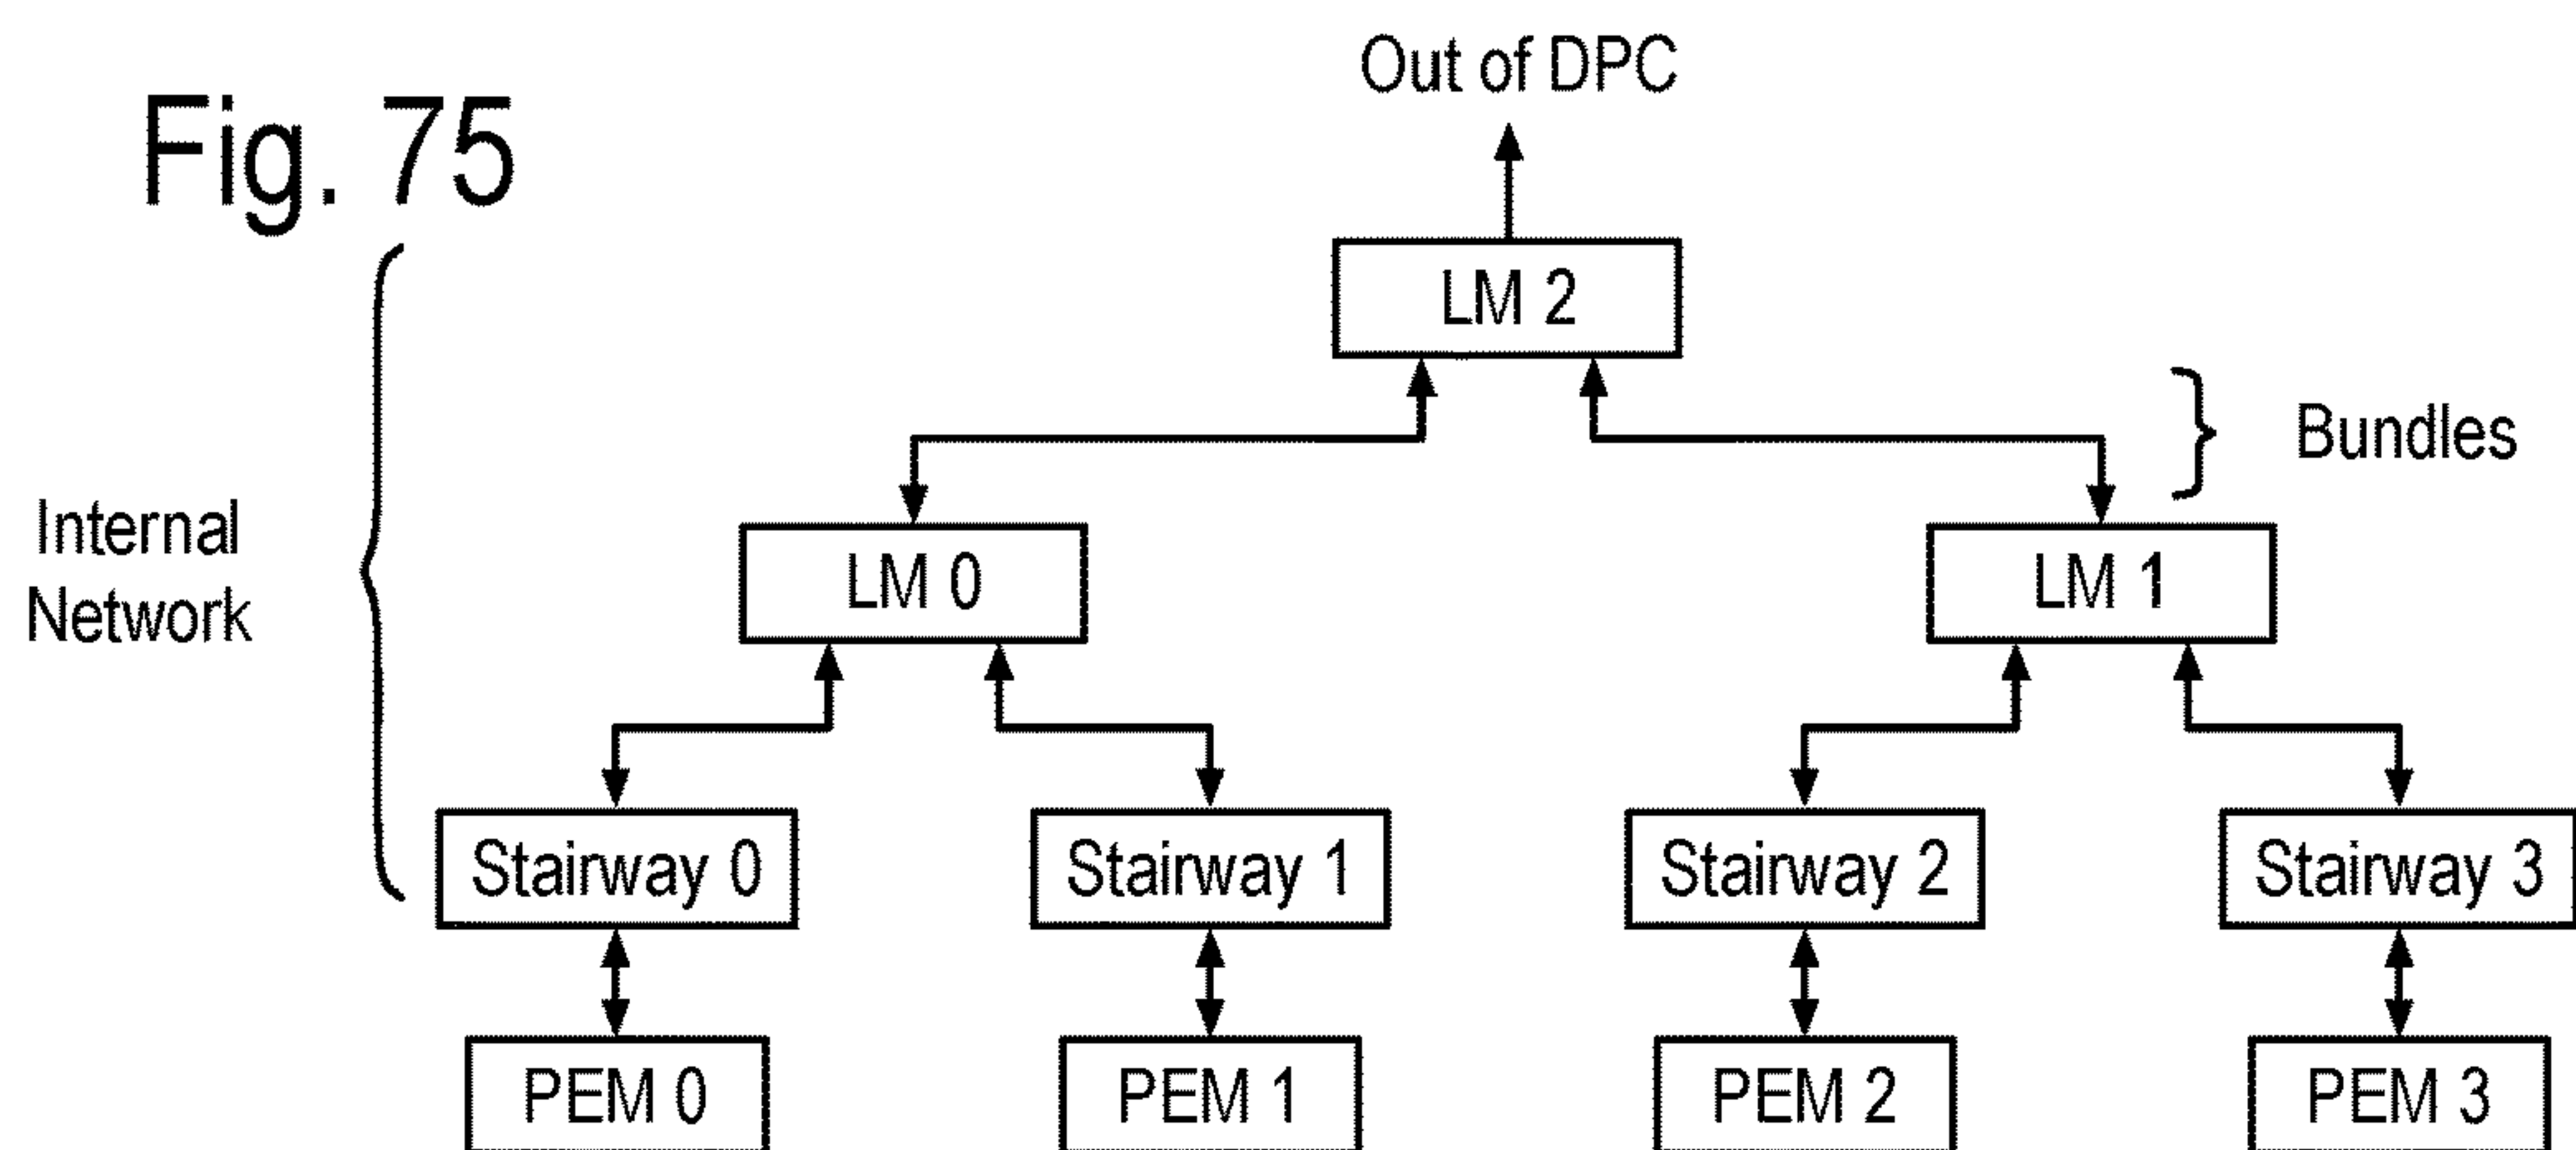 Fig. 75
Out of DPC
LM 2
Bundles
Internal
Network
LM 0
LM 1
Stairway 0
Stairway 1
Stairway 2
Stairway 3
PEM 0
PEM 1
PEM 2
PEM 3